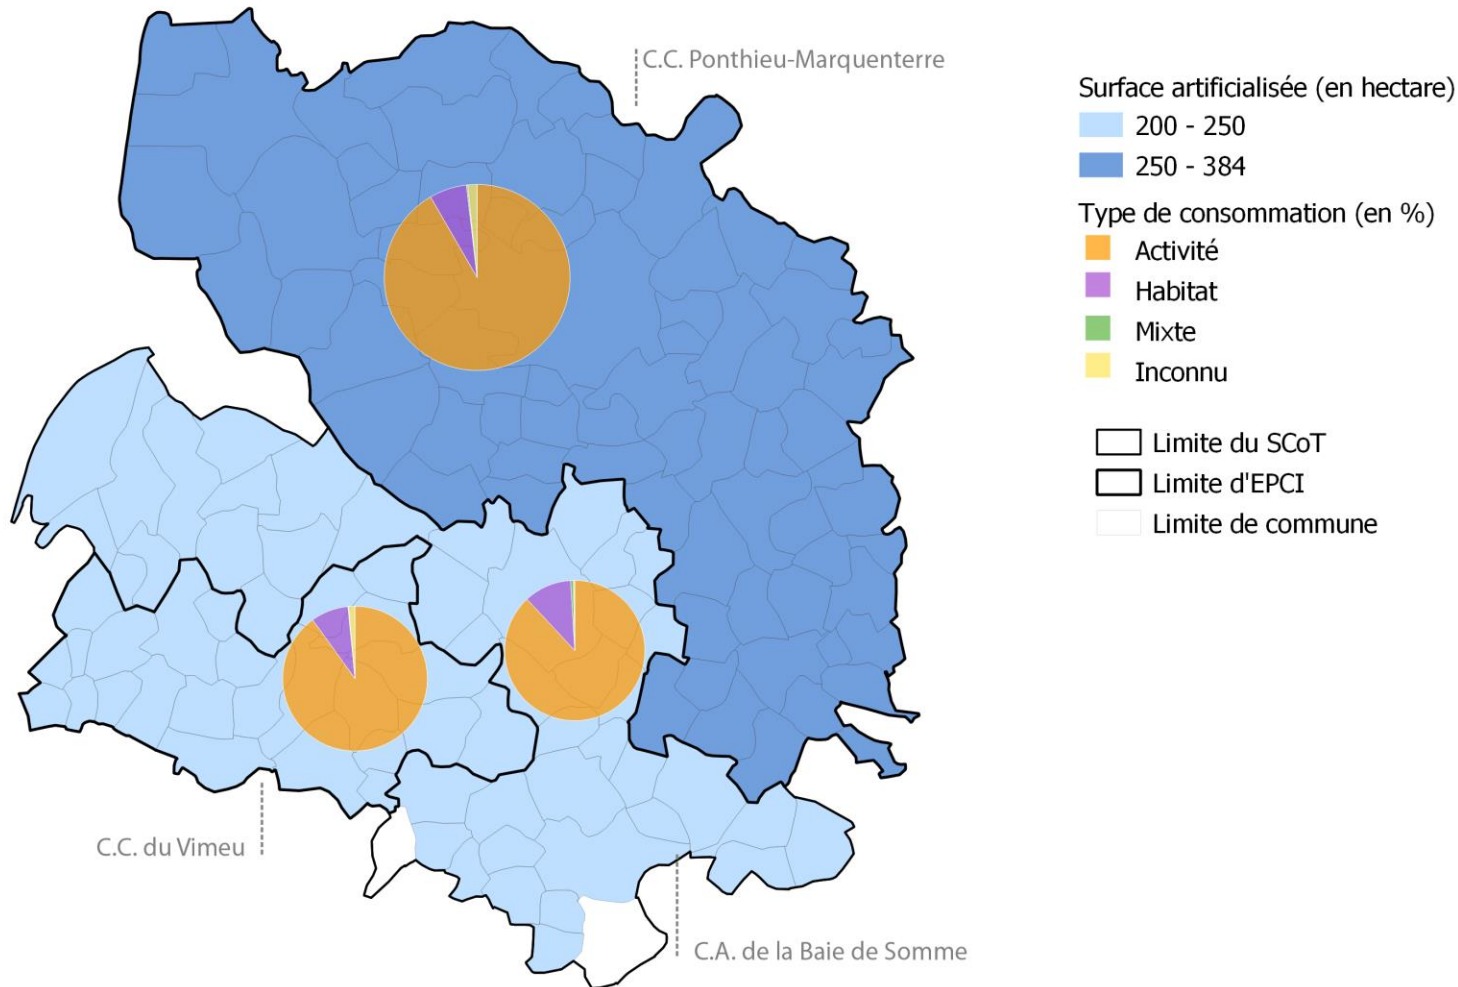 C.C. Ponthieu-Marquenterre
Surface artificialisée (en hectare)
200 - 250
250 - 384
Type de consommation (en %)
Activité
Habitat
Mixte
Inconnu
Limite du SCoT
Limite d'EPCI
Limite de commune
C.C. du Vimeu
C.A. de la Baie de Somme